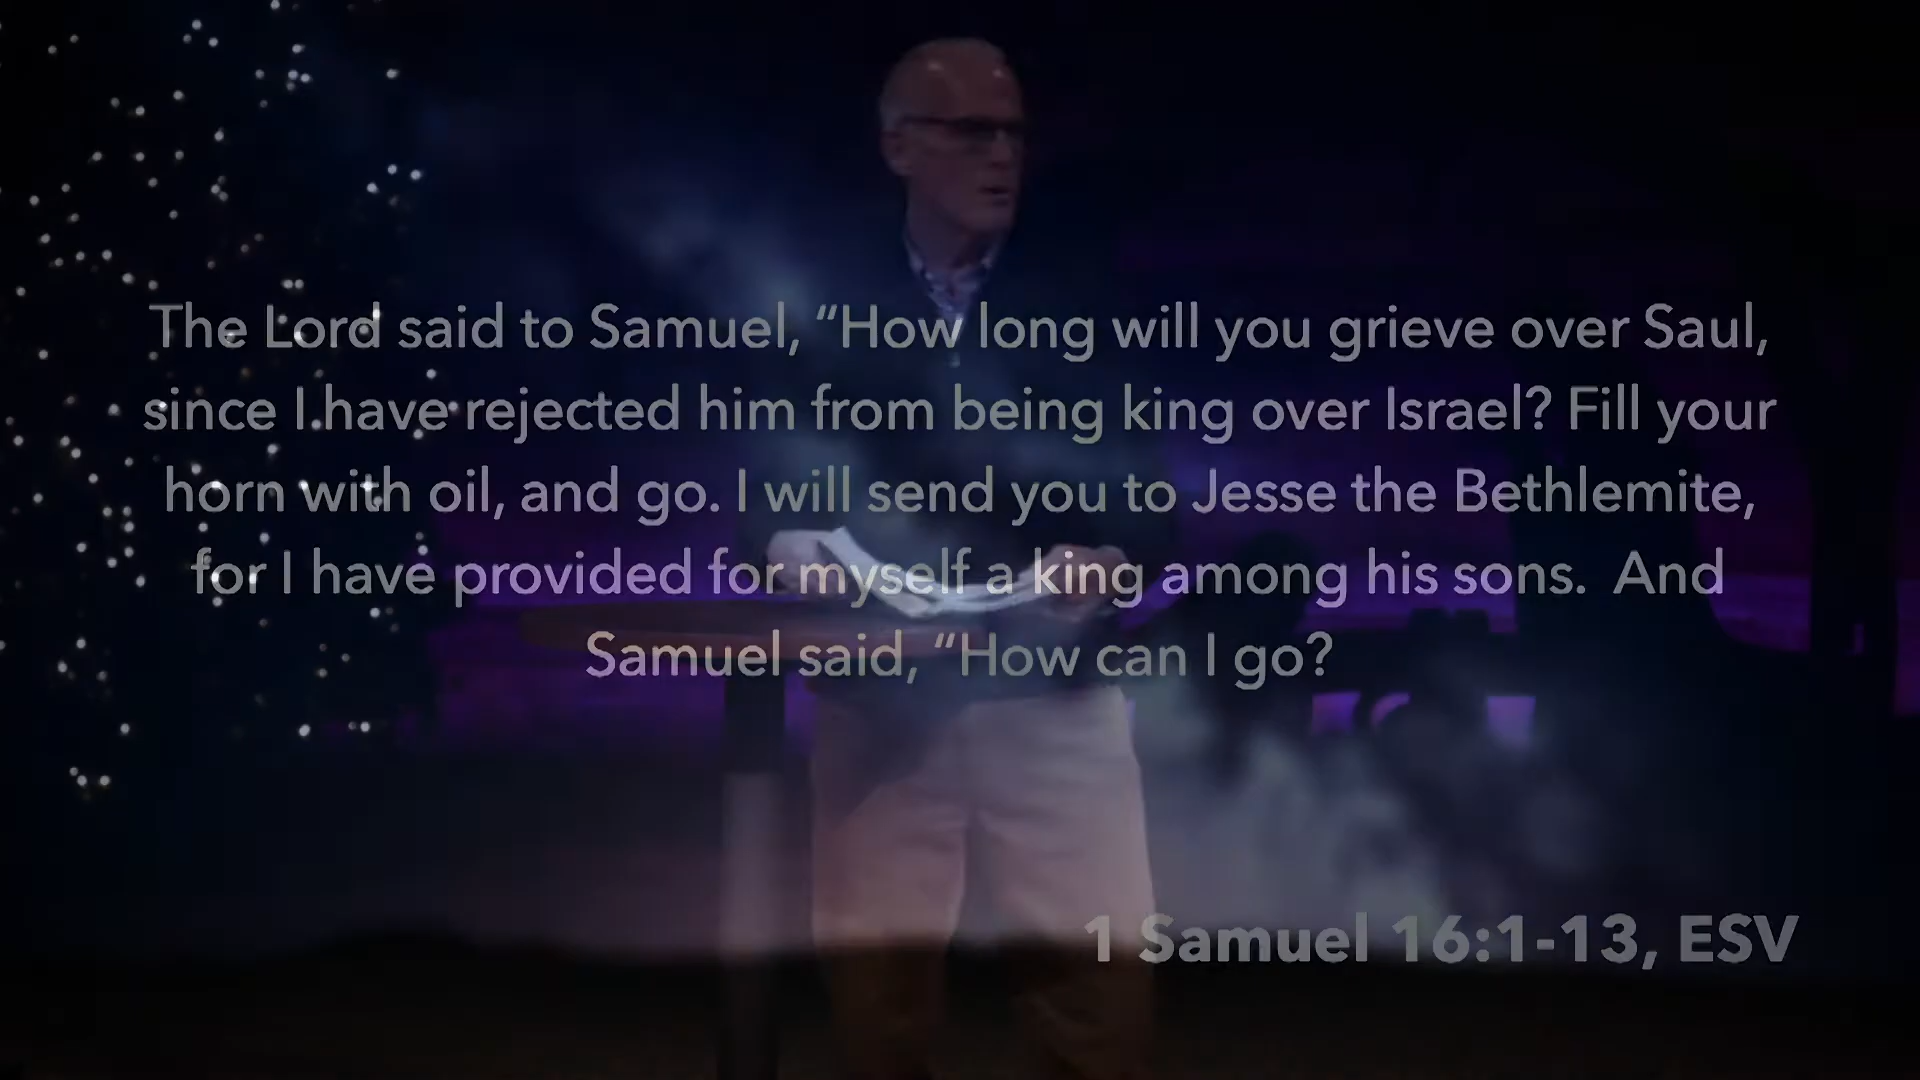 The Lord said to Samuel, “How long will you grieve over Saul,
since I have rejected him from being king over Israel? Fill your
horn with oil, and go. I will send you to Jesse the Bethlemite,
for I have provided for myself a king among his sons.  And
Samuel said, “How can I go?
1 Samuel 16:1-13, ESV